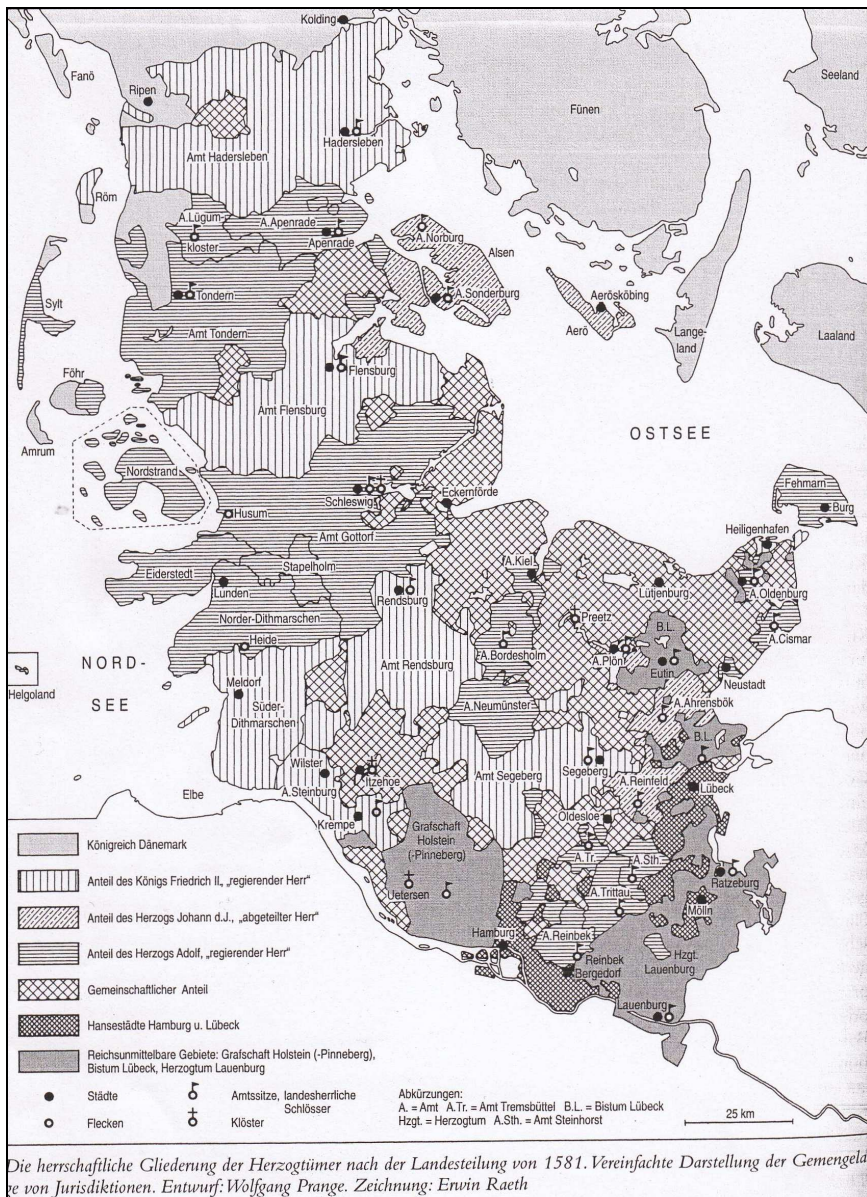 Kolding
Fanö
Ripen
Seeland
Fünen
Hadersleben
Amt Hadersleben
Röm
A.Lügum-
kloster
A.Apenrade
Apenrade
A.Norburg
Alsen
Tondern
A.Sonderburg
Sylt
Aerösköbing
Aerö
Lange-
land
Laaland
Amt Tondern
Föhr
Flensburg
Amt Flensburg
Amrum
OSTSEE
Nordstrand
Schleswig
Eckernförde
Fehmarn
Burg
Husum
Amt Gottorf
Heiligenhafen
Eiderstedt
Stapelholm
A.Kiel
Lunden
Rendsburg
Lütjenburg
A.Oldenburg
Norder-Dithmarschen
Preetz
B.L.
A.Cismar
Heide
A.Bordesholm
A.Plön
Eutin
NORD-
SEE
Helgoland
Amt Rendsburg
Neustadt
Meldorf
Süder-
Dithmarschen
A.Neumünster
A.Ahrensbök
B.L.
Wilster
Itzehoe
Amt Segeberg
Segeberg
A.Steinburg
A.Reinfeld
Lübeck
Elbe
Krempe
Grafschaft
Holstein
(-Pinneberg)
Oldesloe
A.Tr.
A.Sth.
Ratzeburg
Uetersen
A.Trittau
Mölln
Hamburg
A.Reinbek
Reinbek
Bergedorf
Hzgt.
Lauenburg
Lauenburg
Königreich Dänemark
Anteil des Königs Friedrich II., „regierender Herr“
Anteil des Herzogs Johann d.J., „abgeteilter Herr“
Anteil des Herzogs Adolf, „regierender Herr“
Gemeinschaftlicher Anteil
Hansestädte Hamburg u. Lübeck
Reichsunmittelbare Gebiete: Grafschaft Holstein (-Pinneberg),
Bistum Lübeck, Herzogtum Lauenburg
Städte
Flecken
Amtssitze, landesherrliche
Schlösser
Klöster
Abkürzungen:
A. = Amt A.Tr. = Amt Tremsbüttel B.L. = Bistum Lübeck
Hzgt. = Herzogtum A.Sth. = Amt Steinhorst
25 km
Die herrschaftliche Gliederung der Herzogtümer nach der Landesteilung von 1581. Vereinfachte Darstellung der Gemengela
ge von Jurisdiktionen. Entwurf: Wolfgang Prange. Zeichnung: Erwin Raeth